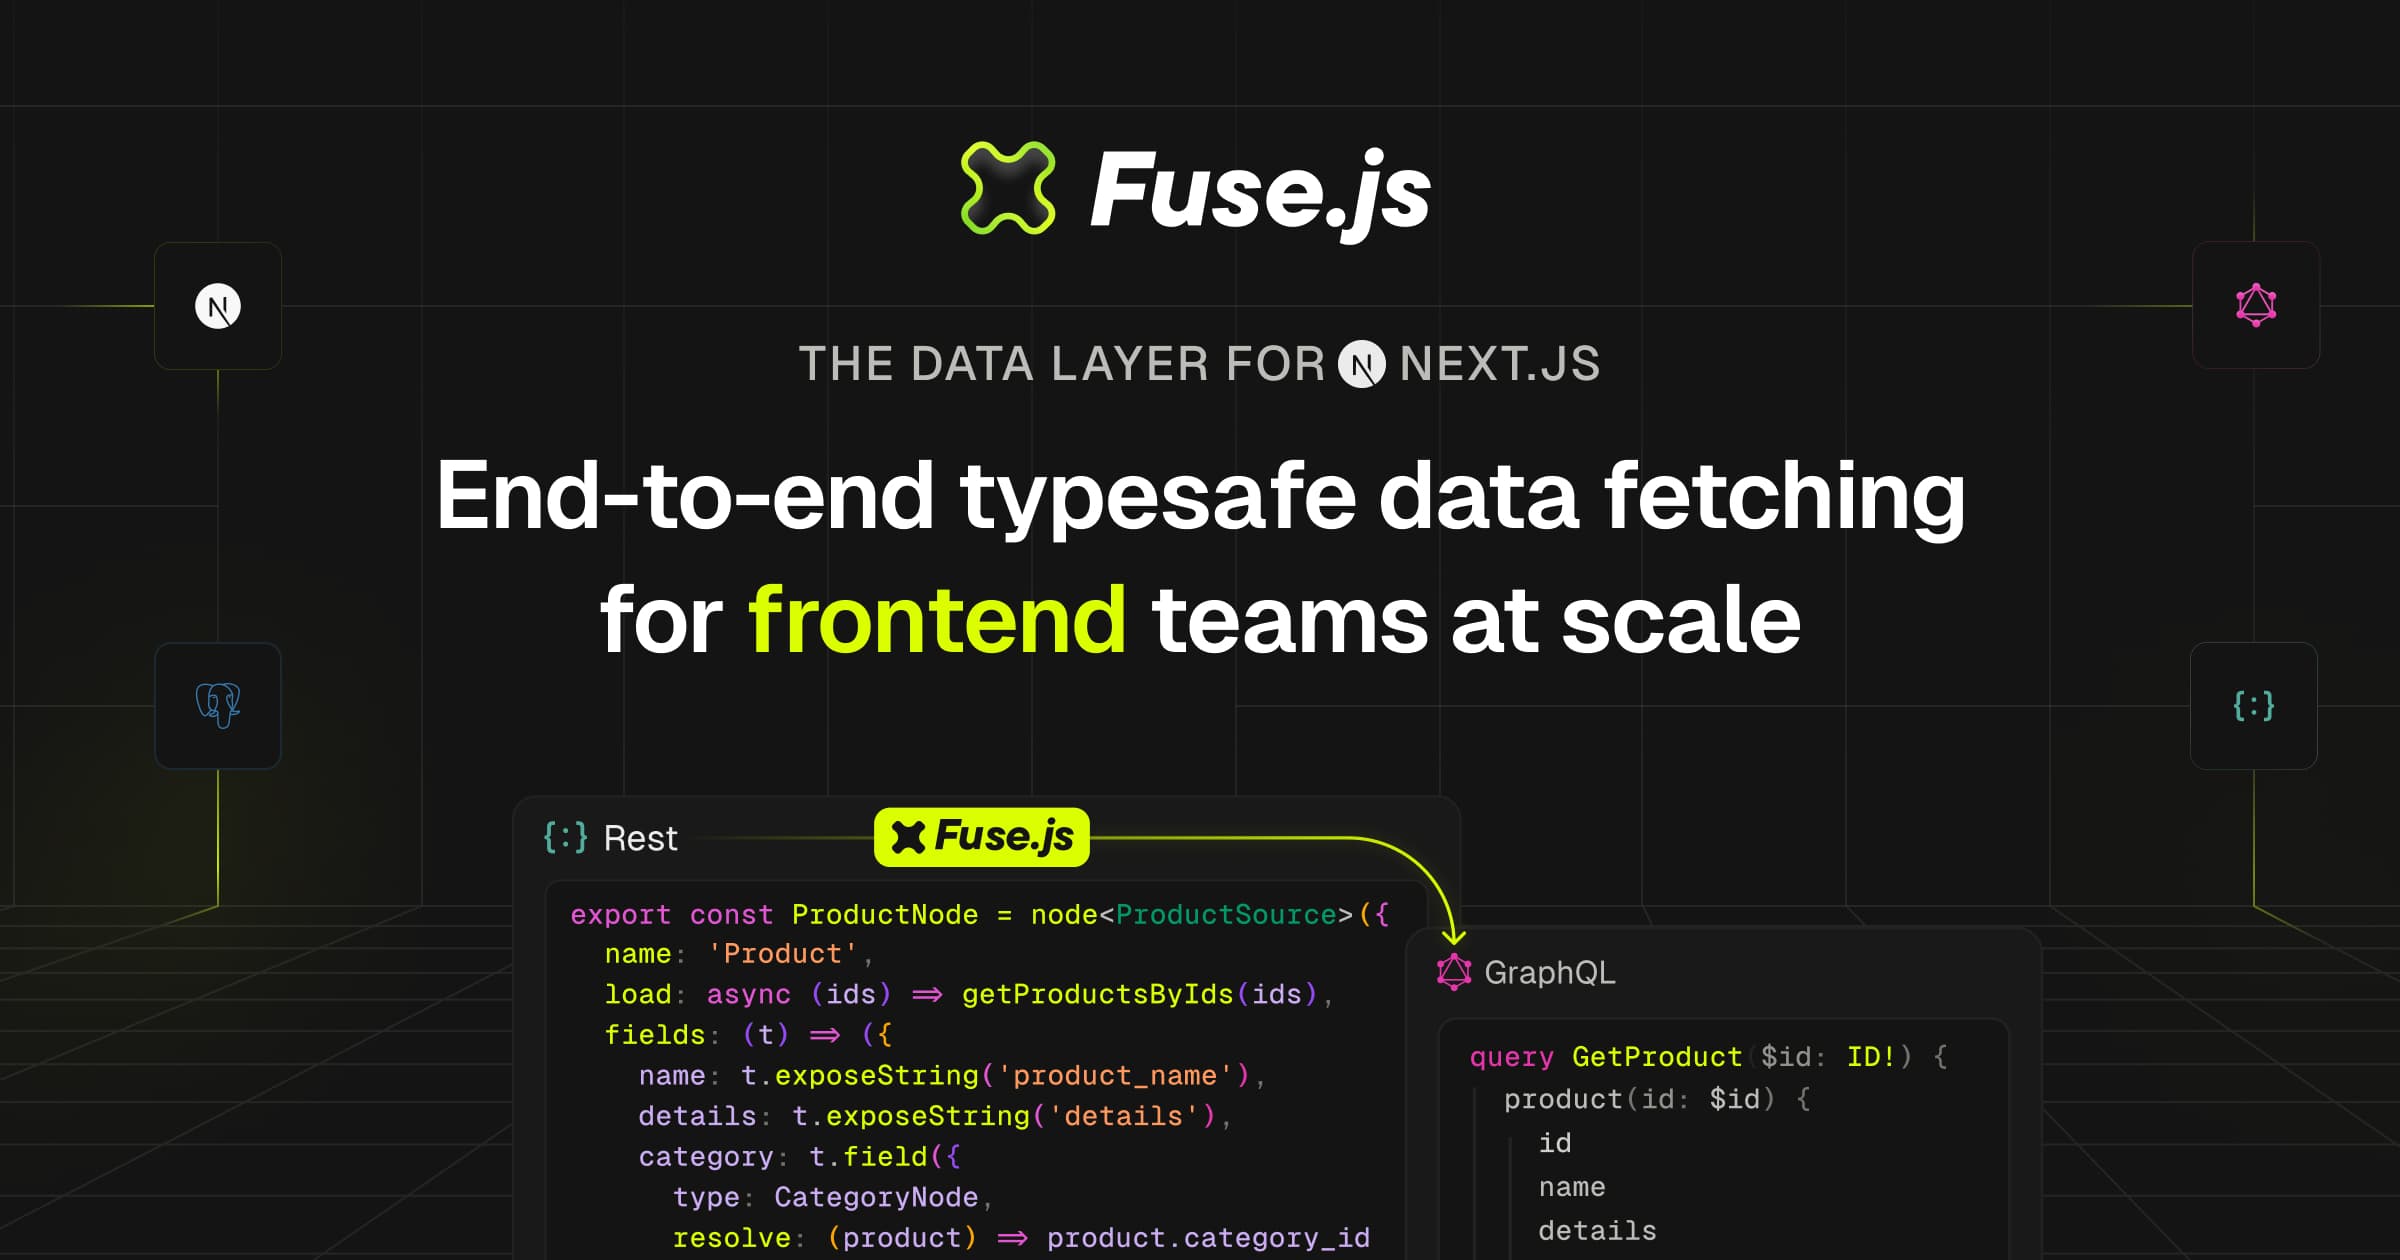 Fuse.js
THE DATA LAYER FOR N NEXT.JS
End-to-end typesafe data fetching
for frontend teams at scale
N
{:} Rest
Fuse.js
export const ProductNode = node<ProductSource>({
name: 'Product',
load: async (ids) => getProductsByIds(ids),
fields: (t) => ({
name: t.exposeString('product_name'),
details: t.exposeString('details'),
category: t.field({
type: CategoryNode,
resolve: (product) => product.category_id
GraphQL
query GetProduct($id: ID!) {
product(id: $id) {
id
name
details
{:}